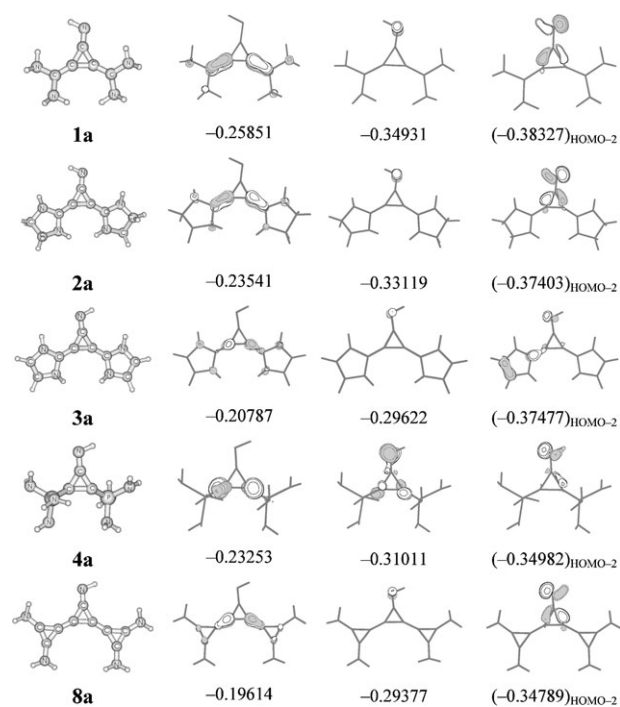 1a −0.25851 −0.34931 (−0.38327)HOMO−2
2a −0.23541 −0.33119 (−0.37403)HOMO−2
3a −0.20787 −0.29622 (−0.37477)HOMO−2
4a −0.23253 −0.31011 (−0.34982)HOMO−2
8a −0.19614 −0.29377 (−0.34789)HOMO−2